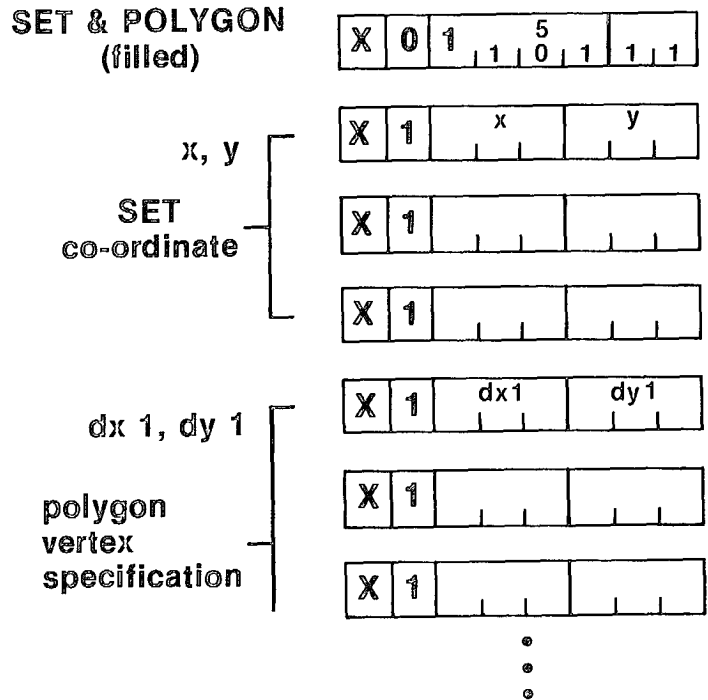 SET & POLYGON
(filled)
X 0 1 5
1 0 1 1 1
x, y
X 1 x y
SET
co-ordinate
X 1
X 1
dx 1, dy 1
X 1 dx1 dy1
polygon
vertex
specification
X 1
X 1